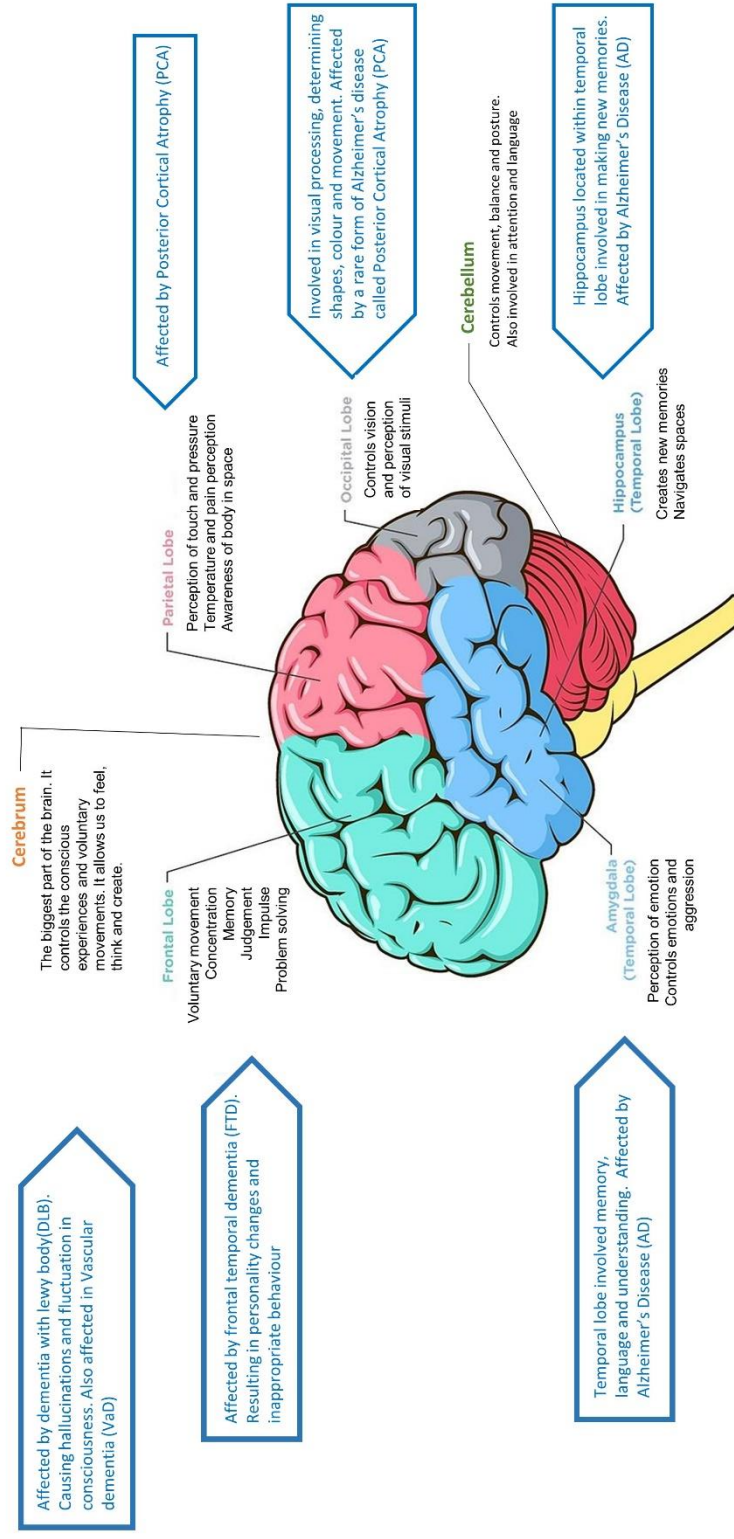 Affected by dementia with lewy body(DLB).
Causing hallucinations and fluctuation in
consciousness. Also affected in Vascular
dementia (VaD)
Cerebrum
The biggest part of the brain. It
controls the conscious
experiences and voluntary
movements. It allows us to feel,
think and create.
Affected by Posterior Cortical Atrophy (PCA)
Affected by frontal temporal dementia (FTD).
Resulting in personality changes and
inappropriate behaviour
Frontal Lobe
Voluntary movement
Concentration
Memory
Judgement
Impulse
Problem solving
Parietal Lobe
Perception of touch and pressure
Temperature and pain perception
Awareness of body in space
Involved in visual processing, determining
shapes, colour and movement. Affected
by a rare form of Alzheimer's disease
called Posterior Cortical Atrophy (PCA)
Occipital Lobe
Controls vision
and perception
of visual stimuli
Cerebellum
Controls movement, balance and posture.
Also involved in attention and language
Temporal lobe involved memory,
language and understanding. Affected by
Alzheimer's Disease (AD)
Amygdala
(Temporal Lobe)
Perception of emotion
Controls emotions and
aggression
Hippocampus
(Temporal Lobe)
Creates new memories
Navigates spaces
Hippocampus located within temporal
lobe involved in making new memories.
Affected by Alzheimer's Disease (AD)